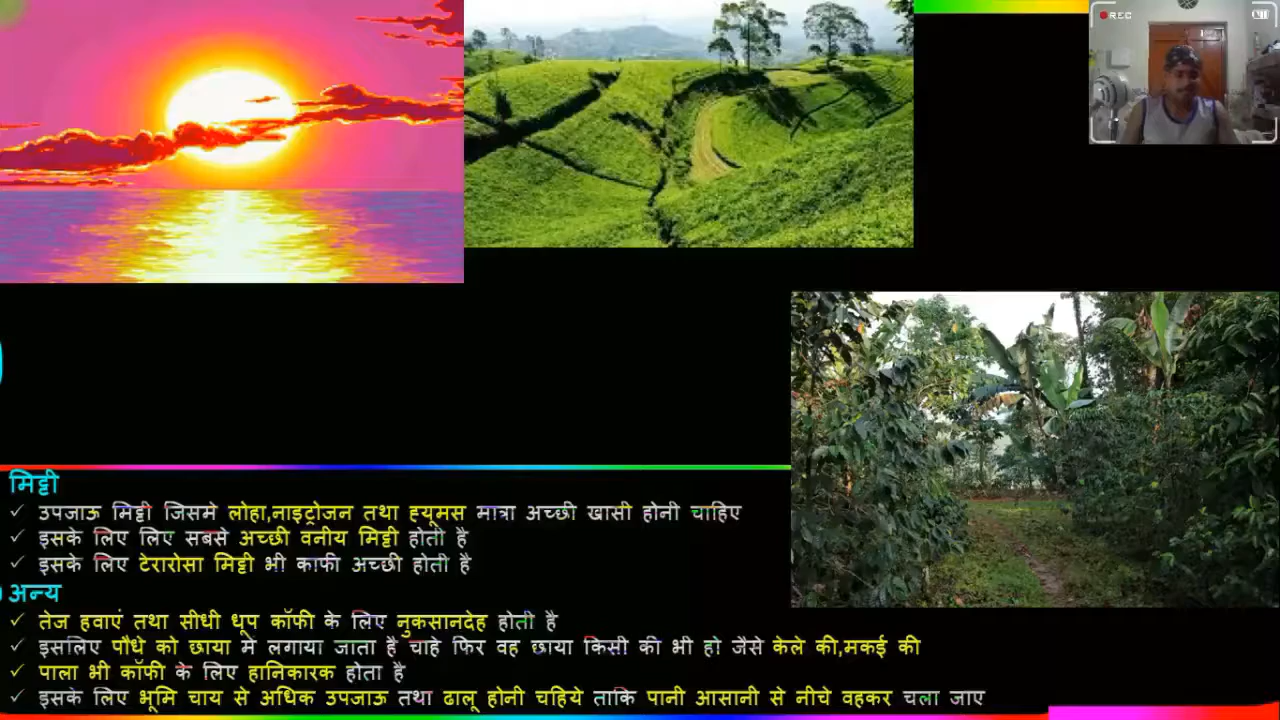 REC
मिट्टी
✓ उपजाऊ मिट्टी जिसमे लोहा,नाइट्रोजन तथा ह्यूमस मात्रा अच्छी खासी होनी चाहिए
✓ इसके लिए लिए सबसे अच्छी वनीय मिट्टी होती है
✓ इसके लिए टेरारोसा मिट्टी भी काफी अच्छी होती है
अन्य
✓ तेज हवाएं तथा सीधी धूप कॉफी के लिए नुकसानदेह होती है
✓ इसलिए पौधे को छाया मे लगाया जाता है चाहे फिर वह छाया किसी की भी हो जैसे केले की,मकई की
✓ पाला भी कॉफी के लिए हानिकारक होता है
✓ इसके लिए भूमि चाय से अधिक उपजाऊ तथा ढालू होनी चहिये ताकि पानी आसानी से नीचे वहकर चला जाए